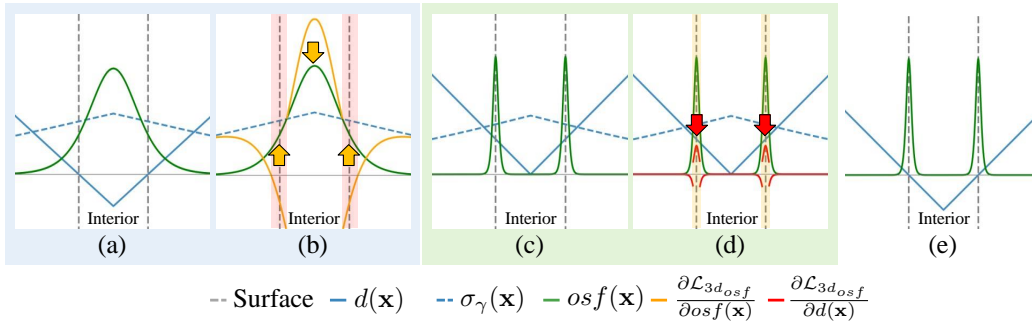 Interior Interior Interior Interior Interior
(a) (b) (c) (d) (e)
Surface d(x) σ_γ(x) osf(x) ∂L_{3d_{osf}}/∂osf(x) ∂L_{3d_{osf}}/∂d(x)